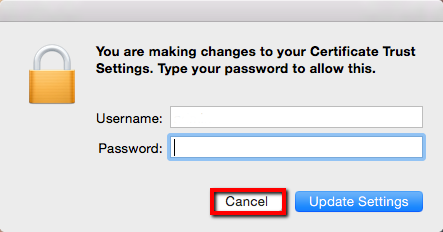 You are making changes to your Certificate Trust
Settings. Type your password to allow this.
Username:
Password:
Cancel
Update Settings